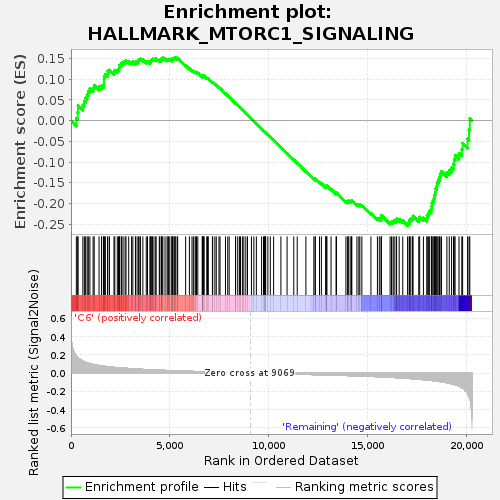 Enrichment plot:
HALLMARK_MTORC1_SIGNALING
Enrichment score (ES)
0.15
0.10
0.05
0.00
-0.05
-0.10
-0.15
-0.20
-0.25
'C6' (positively correlated)
Ranked list metric (Signal2Noise)
0.6
0.4
0.2
0.0
-0.2
-0.4
-0.6
Zero cross at 9069
'Remaining' (negatively correlated)
0
5,000
10,000
15,000
20,000
Rank in Ordered Dataset
Enrichment profile
Hits
Ranking metric scores